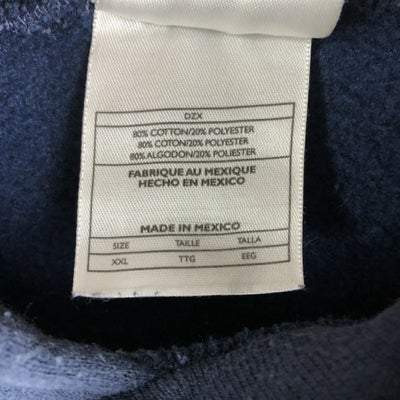 DZX
80% COTTON/20% POLYESTER
80% COTON/20% POLYESTER
80% ALGODON/20% POLIESTER
FABRIQUE AU MEXIQUE
HECHO EN MEXICO
MADE IN MEXICO
SIZE TAILLE TALLA
XXL TTG EEG